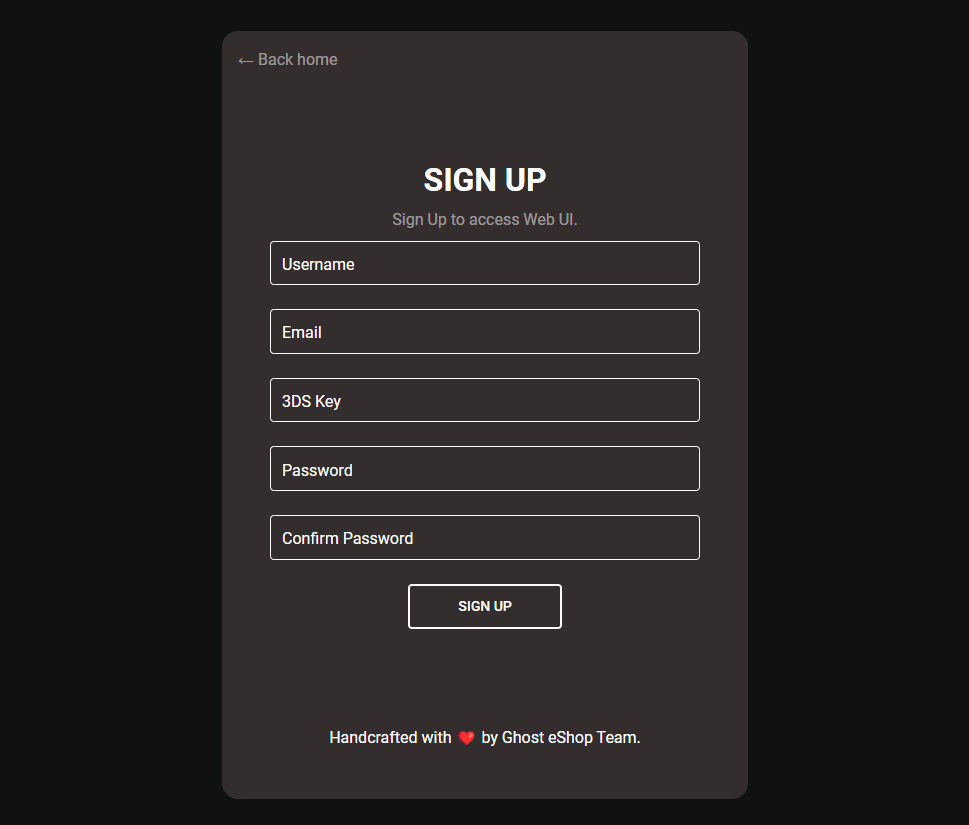 ← Back home
SIGN UP
Sign Up to access Web UI.
Username
Email
3DS Key
Password
Confirm Password
SIGN UP
Handcrafted with ❤️ by Ghost eShop Team.